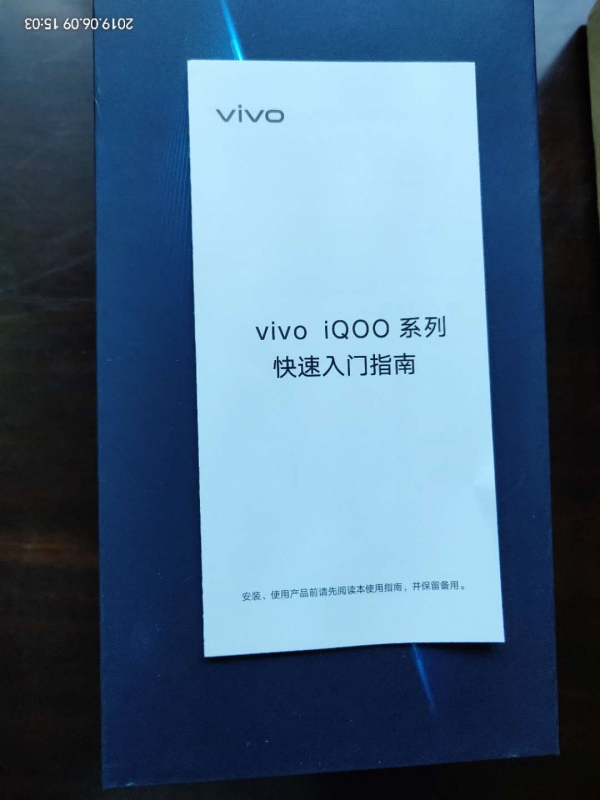 2019.06.09 15:03
vivo
vivo iQOO 系列
快速入门指南
安装、使用产品前请先阅读本使用指南，并保留备用。